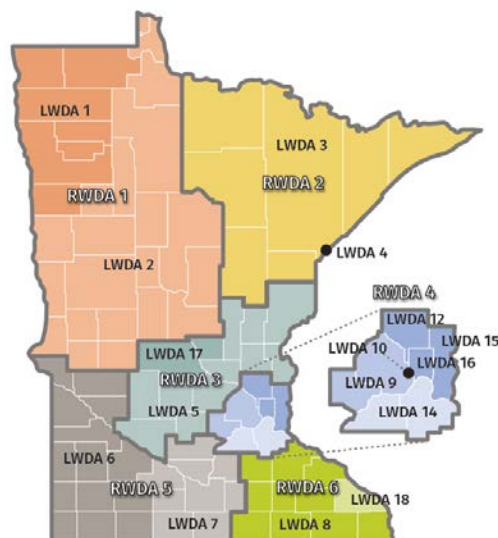 LWDA 1
LWDA 3
RWDA 2
RWDA 1
LWDA 4
LWDA 2
RWDA 4
LWDA 12
LWDA 10
LWDA 15
LWDA 17
LWDA 16
RWDA 3
LWDA 9
LWDA 5
LWDA 14
LWDA 6
RWDA 5
RWDA 6
LWDA 18
LWDA 7
LWDA 8